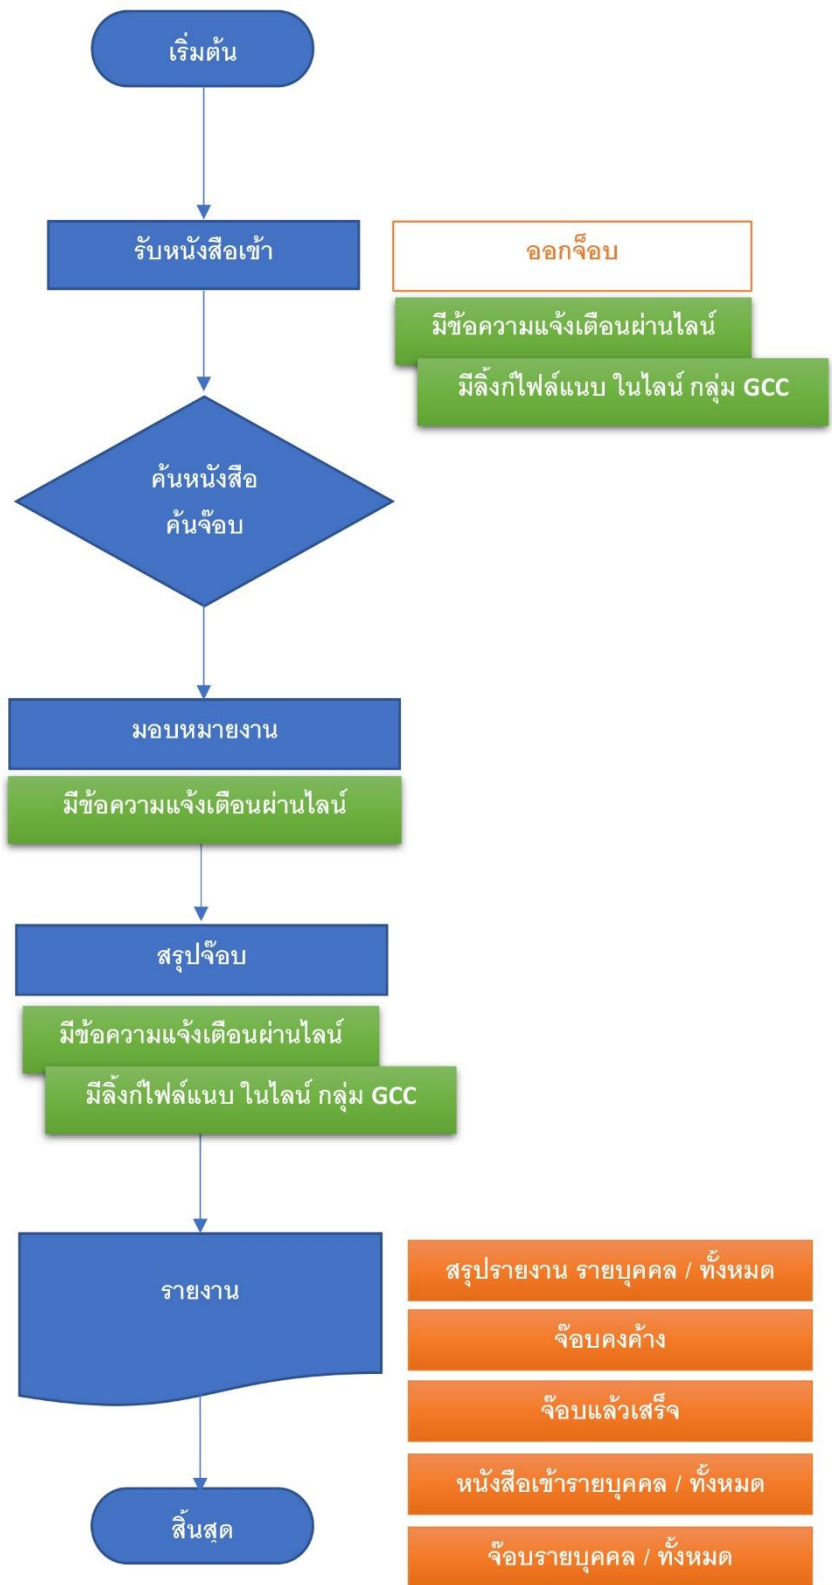 เริ่มต้น
รับหนังสือเข้า
ออกจ็อบ
มีข้อความแจ้งเตือนผ่านไลน์
มีลิ้งก์ไฟล์แนบ ในไลน์ กลุ่ม GCC
ค้นหนังสือ
ค้นจ๊อบ
มอบหมายงาน
มีข้อความแจ้งเตือนผ่านไลน์
สรุปจ๊อบ
มีข้อความแจ้งเตือนผ่านไลน์
มีลิ้งก์ไฟล์แนบ ในไลน์ กลุ่ม GCC
รายงาน
สรุปรายงาน รายบุคคล / ทั้งหมด
จ๊อบคงค้าง
จ๊อบแล้วเสร็จ
หนังสือเข้ารายบุคคล / ทั้งหมด
จ๊อบรายบุคคล / ทั้งหมด
สิ้นสุด